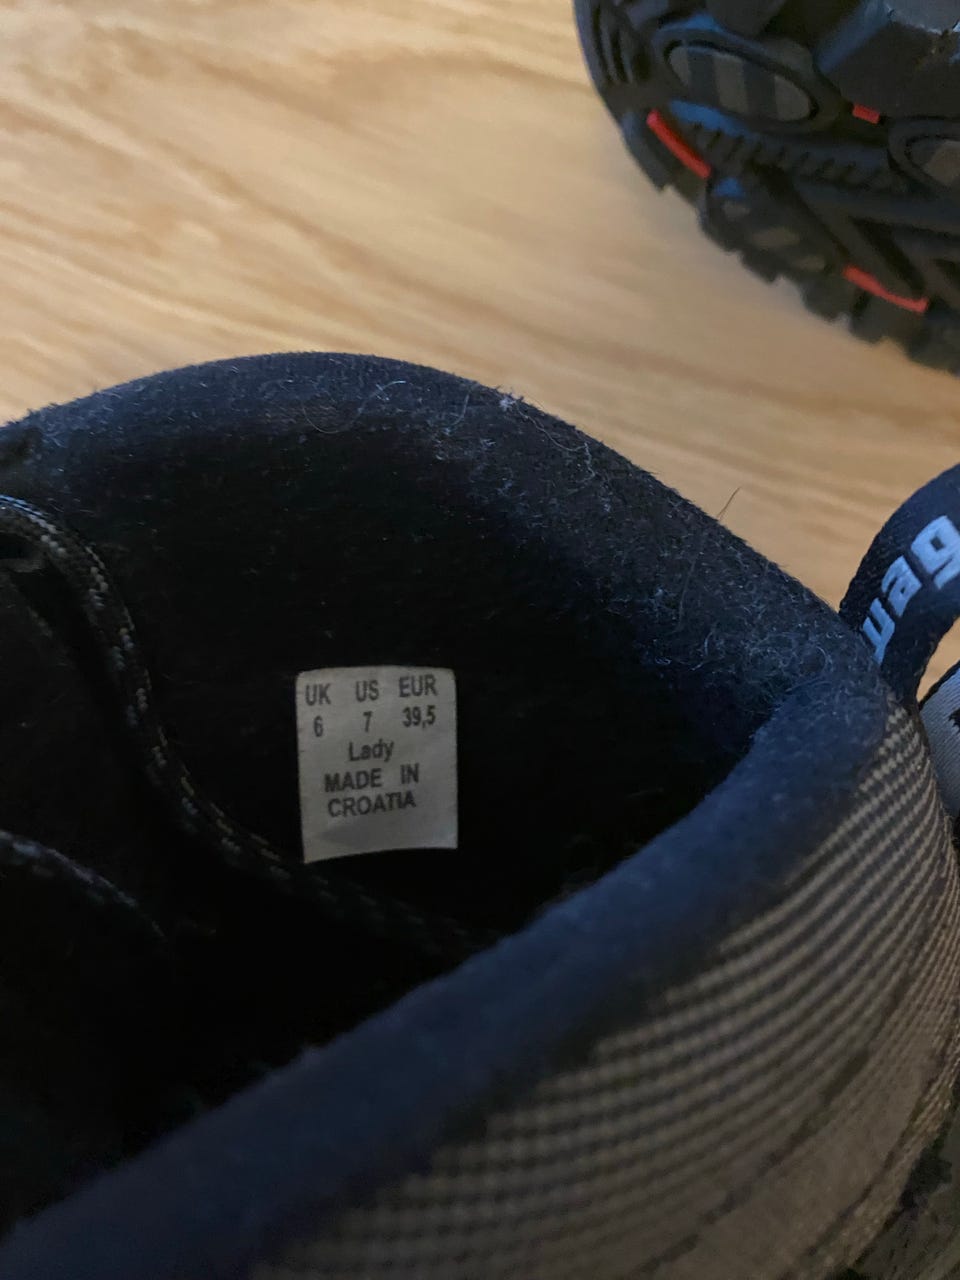 UK US EUR
6 7 39,5
Lady
MADE IN
CROATIA